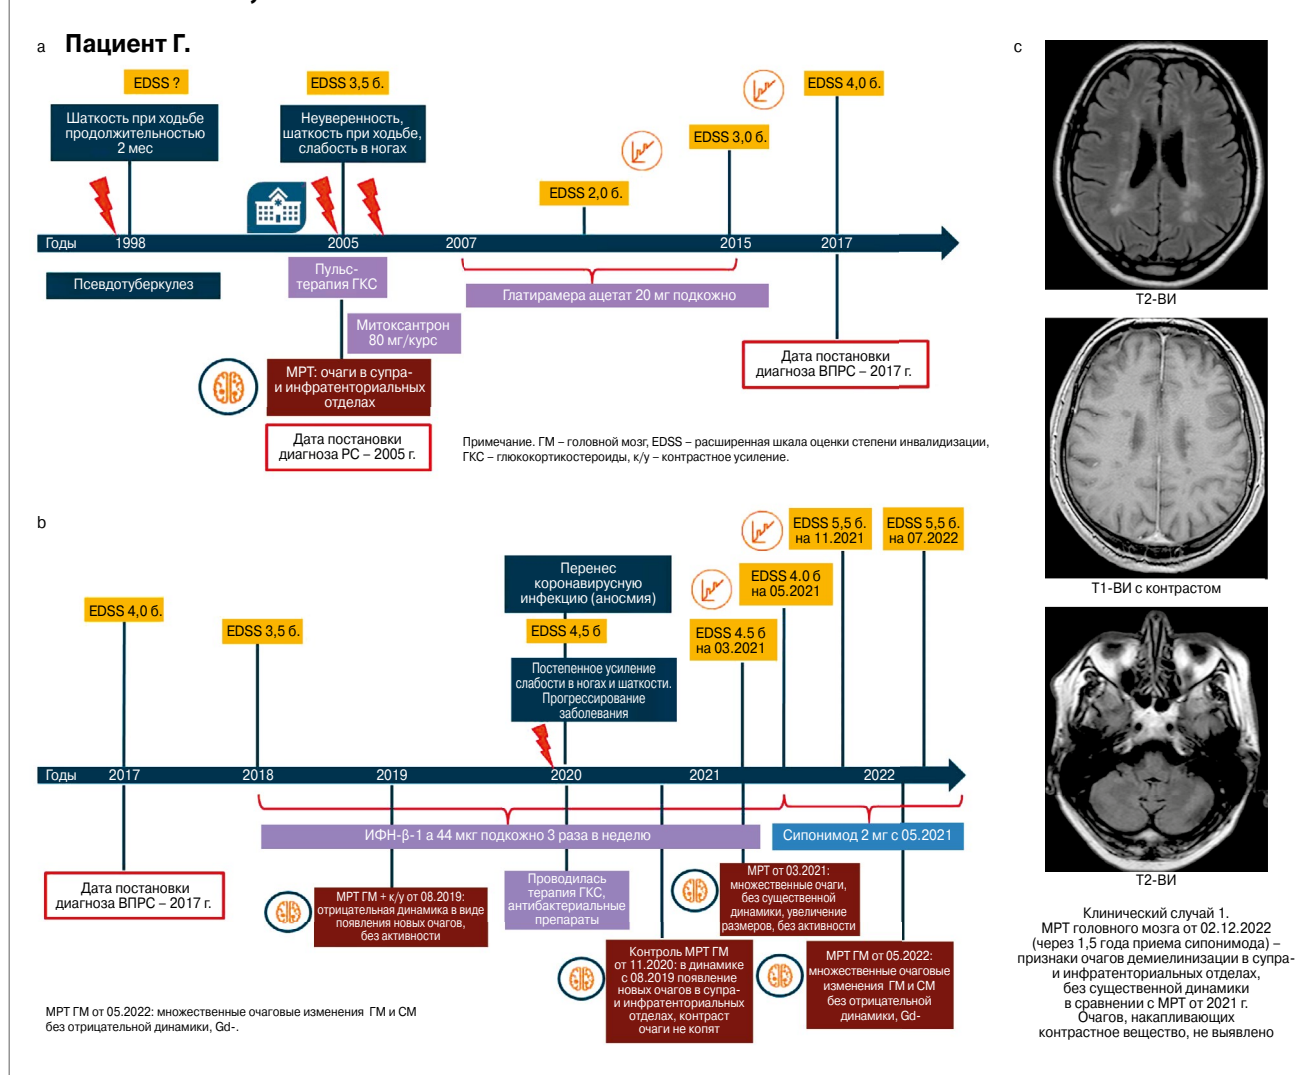 a
Пациент Г.
EDSS ?
Шаткость при ходьбе
продолжительностью
2 мес
EDSS 3,5 б.
Неуверенность,
шаткость при ходьбе,
слабость в ногах
EDSS 2,0 б.
EDSS 3,0 б.
EDSS 4,0 б.
Годы 1998 2005 2007 2015 2017
Псевдотуберкулез
Пульс-
терапия ГКС
Глатирамера ацетат 20 мг подкожно
Митоксантрон
80 мг/курс
МРТ: очаги в супра-
и инфратенториальных
отделах
Дата постановки
диагноза РС – 2005 г.
Дата постановки
диагноза ВПРС – 2017 г.
Примечание. ГМ – головной мозг, EDSS – расширенная шкала оценки степени инвалидизации,
ГКС – глюкокортикостероиды, к/у – контрастное усиление.
b
EDSS 4,0 б.
EDSS 3,5 б.
Перенес
коронавирусную
инфекцию (аносмия)
EDSS 4,5 б
Постепенное усиление
слабости в ногах и шаткости.
Прогрессирование
заболевания
EDSS 4.5 б
на 03.2021
EDSS 4.0 б
на 05.2021
EDSS 5,5 б.
на 11.2021
EDSS 5,5 б.
на 07.2022
Годы 2017 2018 2019 2020 2021 2022
ИФН-β-1 а 44 мкг подкожно 3 раза в неделю
Сипонимод 2 мг с 05.2021
Дата постановки
диагноза ВПРС – 2017 г.
МРТ ГМ + к/у от 08.2019:
отрицательная динамика в виде
появления новых очагов,
без активности
Проводилась
терапия ГКС,
антибактериальные
препараты
Контроль МРТ ГМ
от 11.2020: в динамике
с 08.2019 появление
новых очагов в супра-
и инфратенториальных
отделах, контраст
очаги не копят
МРТ от 03.2021:
множественные очаги,
без существенной
динамики, увеличение
размеров, без активности
МРТ ГМ от 05.2022:
множественные очаговые
изменения ГМ и СМ
без отрицательной
динамики, Gd-
МРТ ГМ от 05.2022: множественные очаговые изменения ГМ и СМ
без отрицательной динамики, Gd-.
c
Т2-ВИ
Т1-ВИ с контрастом
Т2-ВИ
Клинический случай 1.
МРТ головного мозга от 02.12.2022
(через 1,5 года приема сипонимода) –
признаки очагов демиелинизации в супра-
и инфратенториальных отделах,
без существенной динамики
в сравнении с МРТ от 2021 г.
Очагов, накапливающих
контрастное вещество, не выявлено